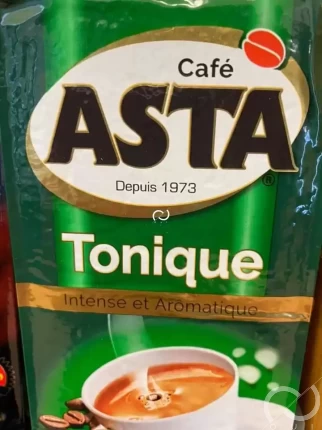 Café
ASTA
®
Depuis 1973
Tonique
Intense et Aromatique